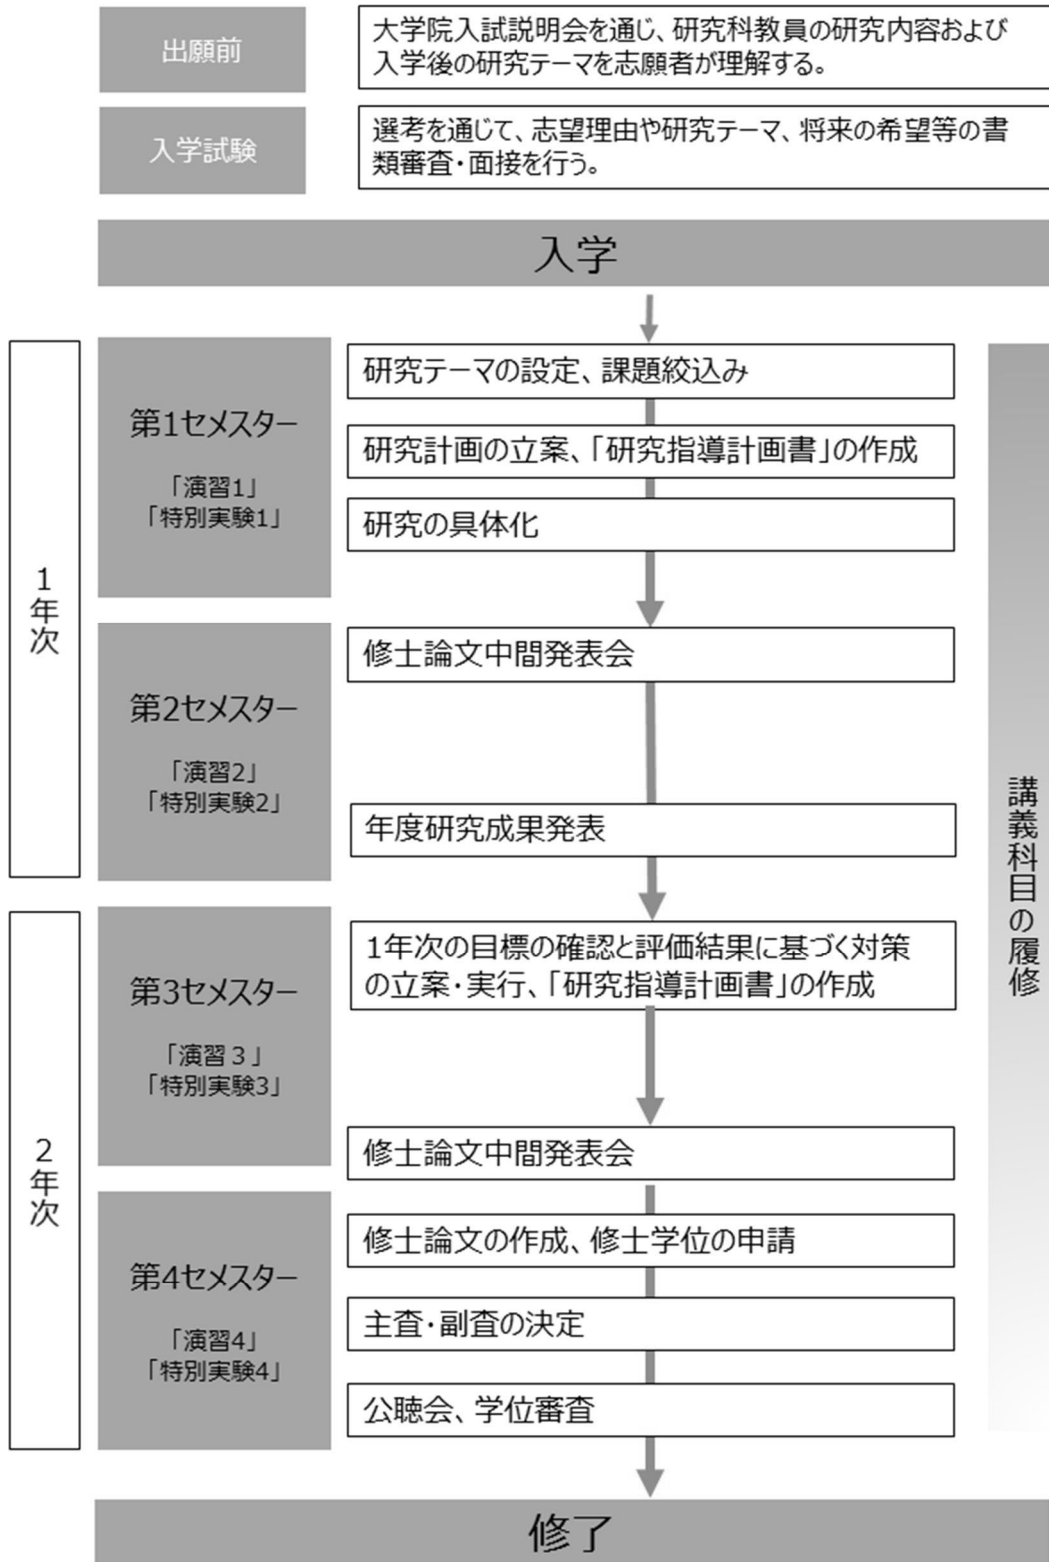 出願前
大学院入試説明会を通じ、研究科教員の研究内容および
入学後の研究テーマを志願者が理解する。
入学試験
選考を通じて、志望理由や研究テーマ、将来の希望等の書
類審査・面接を行う。
入学
1年次
第1セメスター
「演習1」
「特別実験1」
研究テーマの設定、課題絞込み
研究計画の立案、「研究指導計画書」の作成
研究の具体化
第2セメスター
「演習2」
「特別実験2」
修士論文中間発表会
年度研究成果発表
2年次
第3セメスター
「演習３」
「特別実験3」
1年次の目標の確認と評価結果に基づく対策
の立案・実行、「研究指導計画書」の作成
修士論文中間発表会
第4セメスター
「演習4」
「特別実験4」
修士論文の作成、修士学位の申請
主査・副査の決定
公聴会、学位審査
講義科目の履修
修了